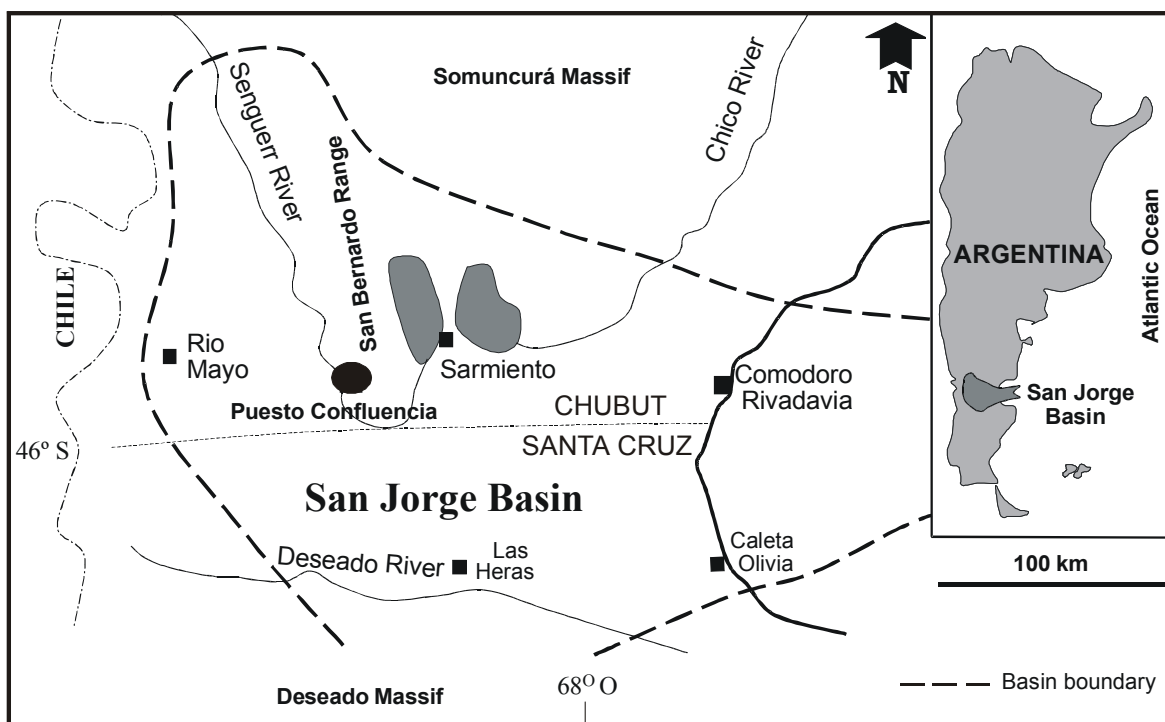 Somuncurá Massif
N
Senguerr River
San Bernardo Range
Chico River
CHILE
Rio
Mayo
Sarmiento
Puesto Confluencia
Comodoro
Rivadavia
CHUBUT
46º S
SANTA CRUZ
San Jorge Basin
Deseado River
Las
Heras
Caleta
Olivia
Deseado Massif
68º O
ARGENTINA
Atlantic Ocean
San Jorge
Basin
100 km
Basin boundary